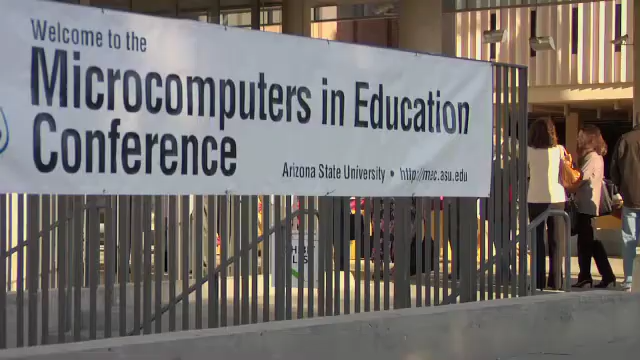 Welcome to the
Microcomputers in Education
Conference
Arizona State University • http://mec.asu.edu